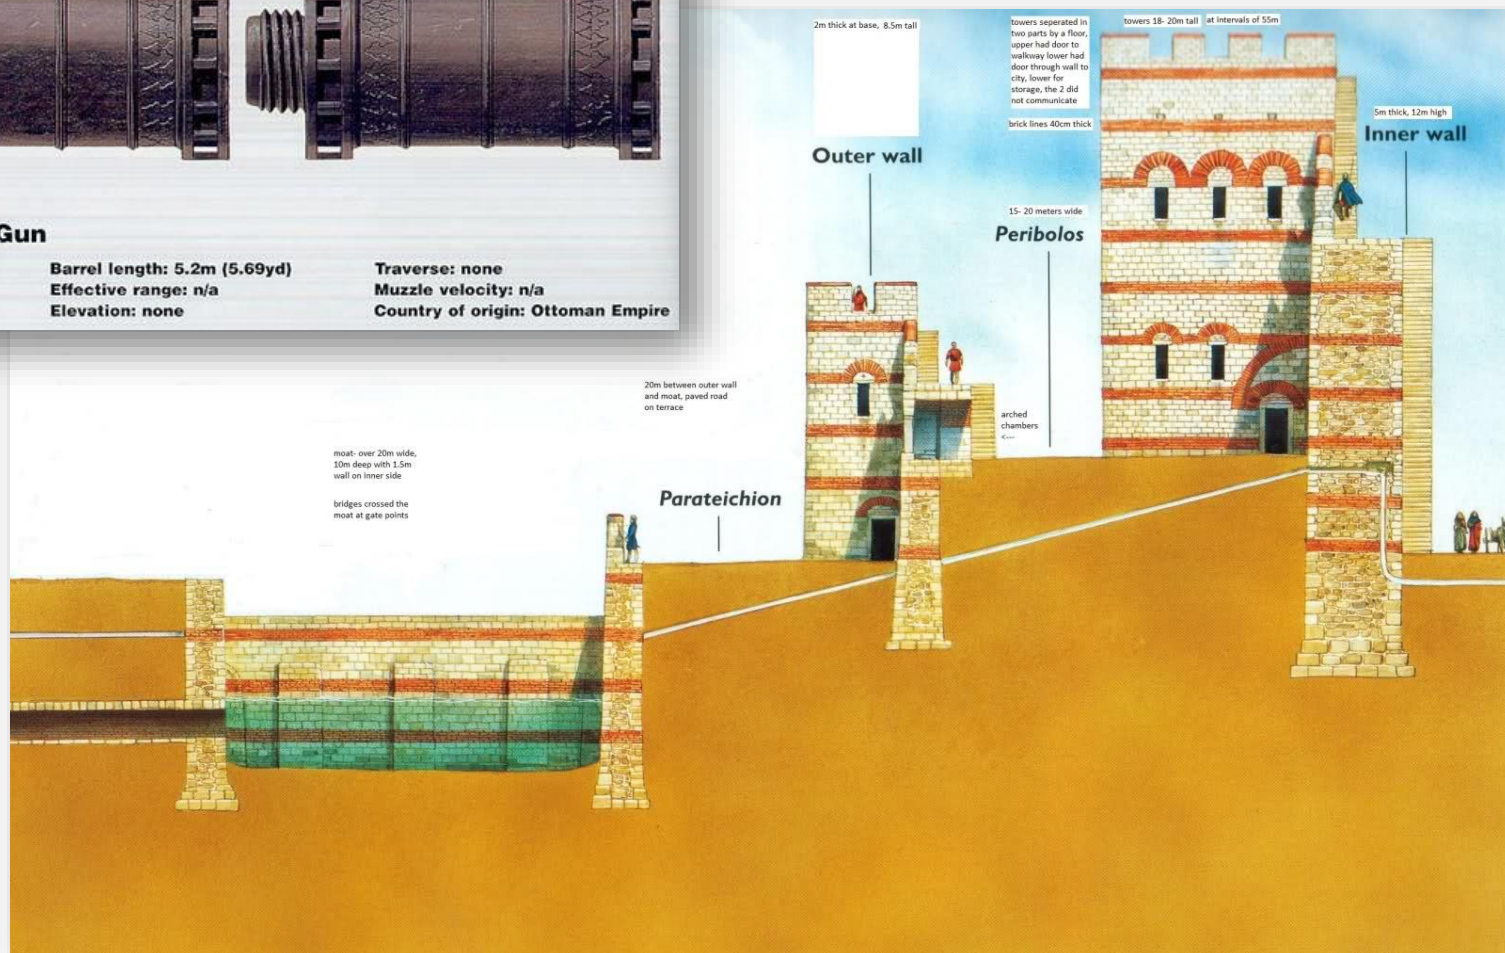 Gun
Barrel length: 5.2m (5.69yd)
Effective range: n/a
Elevation: none
Traverse: none
Muzzle velocity: n/a
Country of origin: Ottoman Empire
2m thick at base, 8.5m tall
Outer wall
towers seperated in
two parts by a floor,
upper had door to
walkway lower had
door through wall to
city, lower for
storage, the 2 did
not communicate
brick lines 40cm thick
towers 18- 20m tall
at intervals of 55m
5m thick, 12m high
Inner wall
15- 20 meters wide
Peribolos
20m between outer wall
and moat, paved road
on terrace
arched
chambers
<---
moat- over 20m wide,
10m deep with 1.5m
wall on inner side
bridges crossed the
moat at gate points
Parateichion